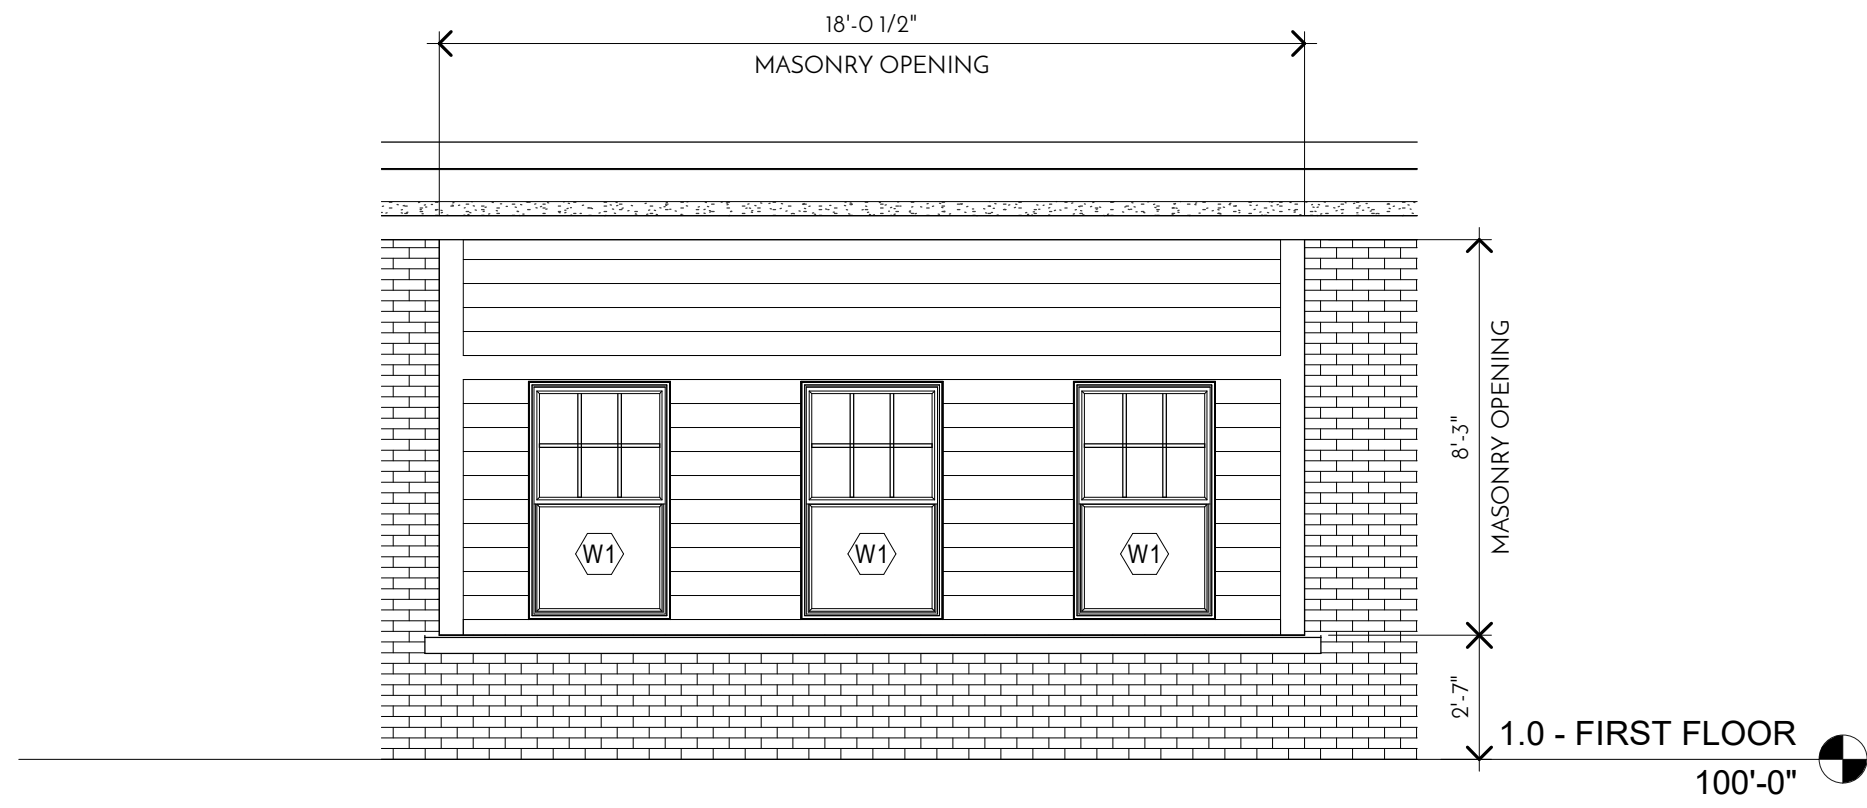 18'-0 1/2"
MASONRY OPENING
8'-3"
MASONRY OPENING
W1
W1
W1
2'-7"
1.0 - FIRST FLOOR
100'-0"